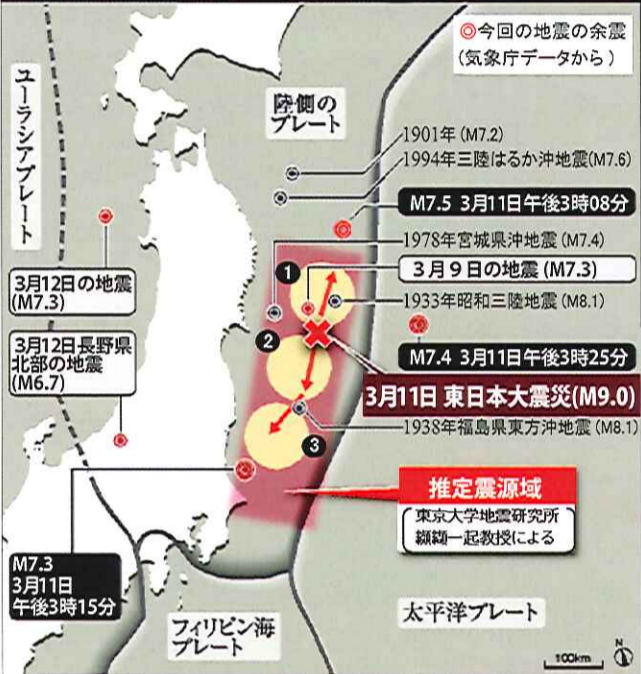 ◎今回の地震の余震
(気象庁データから)
ユーラシアプレート
陸側の
プレート
1901年(M7.2)
1994年三陸はるか沖地震(M7.6)
M7.5 3月11日午後3時08分
1978年宮城県沖地震(M7.4)
3月9日の地震(M7.3)
1933年昭和三陸地震(M8.1)
3月12日の地震
(M7.3)
3月12日長野県
北部の地震
(M6.7)
1
2
3
M7.4 3月11日午後3時25分
3月11日 東日本大震災(M9.0)
1938年福島県東方沖地震(M8.1)
推定震源域
東京大学地震研究所
纐纈一起教授による
M7.3
3月11日
午後3時15分
フィリピン海
プレート
太平洋プレート
100km
N